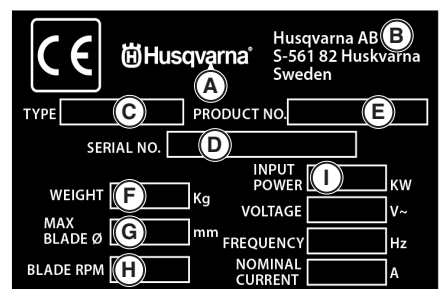 CE
Husqvarna®
Husqvarna AB B
S-561 82 Huskvarna
Sweden
A
TYPE C PRODUCT NO. E
SERIAL NO. D
WEIGHT F Kg
MAX
BLADE Ø G mm
BLADE RPM H
INPUT
POWER I KW
VOLTAGE V~
FREQUENCY Hz
NOMINAL
CURRENT A